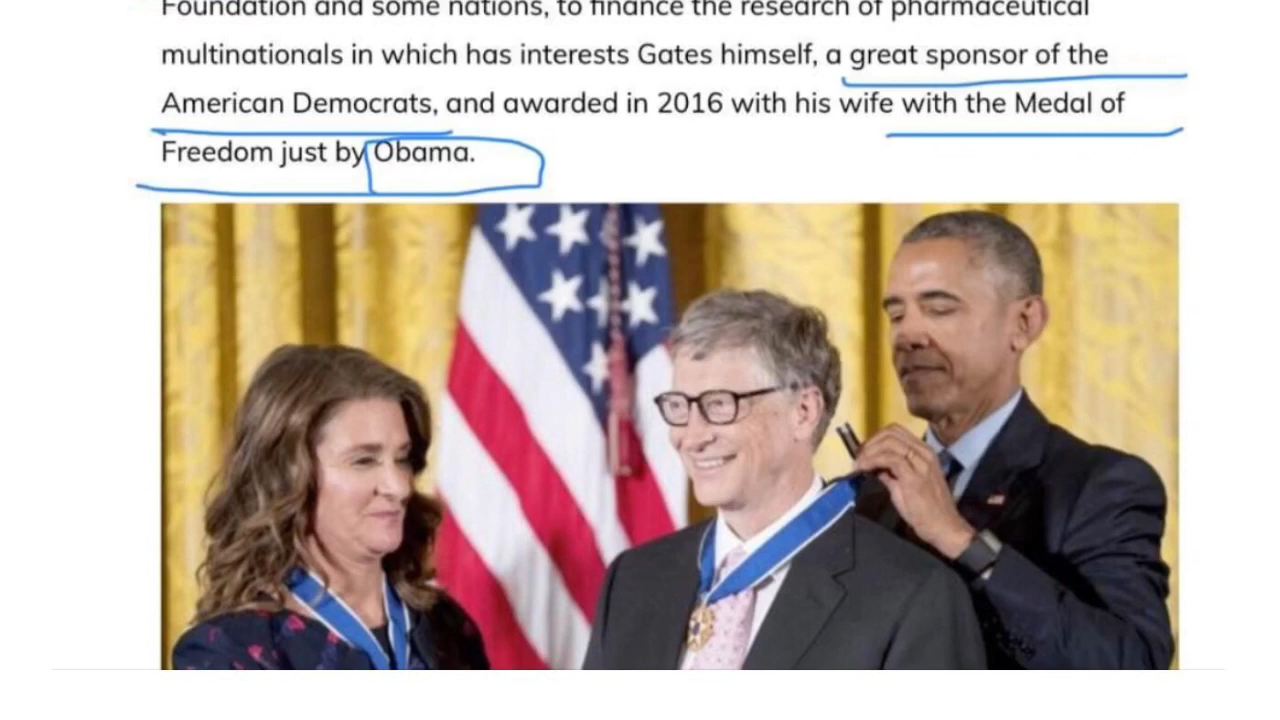 Foundation and some nations, to finance the research of pharmaceutical
multinationals in which has interests Gates himself, a great sponsor of the
American Democrats, and awarded in 2016 with his wife with the Medal of
Freedom just by Obama.